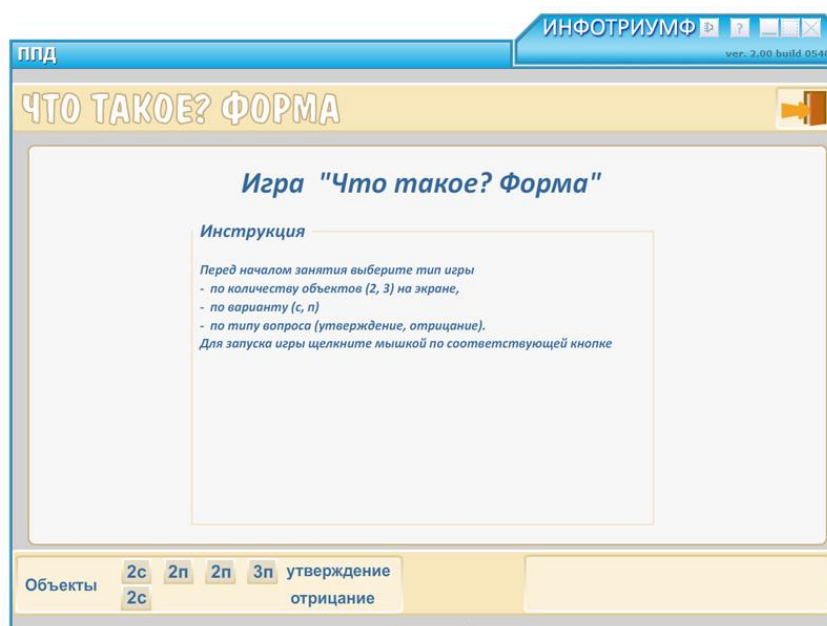 ИНФОТРИУМФ ?
ППД
ver. 2.00 build 0540
ЧТО ТАКОЕ? ФОРМА
Игра "Что такое? Форма"
Инструкция
Перед началом занятия выберите тип игры
- по количеству объектов (2, 3) на экране,
- по варианту (с, п)
- по типу вопроса (утверждение, отрицание).
Для запуска игры щелкните мышкой по соответствующей кнопке
Объекты
2с 2п 2п 3п утверждение
2с отрицание